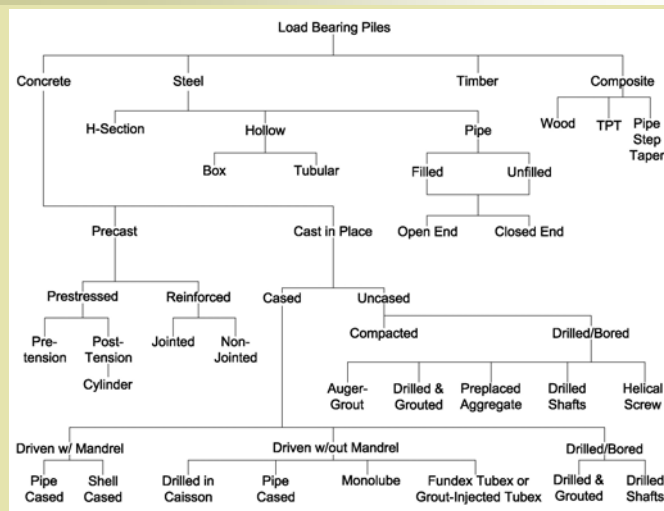 Load Bearing Piles
Concrete Steel Timber Composite
H-Section Hollow Pipe Wood TPT Pipe
Step
Taper
Box Tubular Filled Unfilled
Open End Closed End
Precast Cast in Place
Prestressed Reinforced Cased Uncased
Pre-
tension
Post-
Tension
Cylinder
Jointed
Non-
Jointed
Compacted Drilled/Bored
Auger-
Grout
Drilled &
Grouted
Preplaced
Aggregate
Drilled
Shafts
Helical
Screw
Driven w/ Mandrel Driven w/out Mandrel Drilled/Bored
Pipe
Cased
Shell
Cased
Drilled in
Caisson
Pipe
Cased
Monolube
Fundex Tubex or
Grout-Injected Tubex
Drilled &
Grouted
Drilled
Shafts